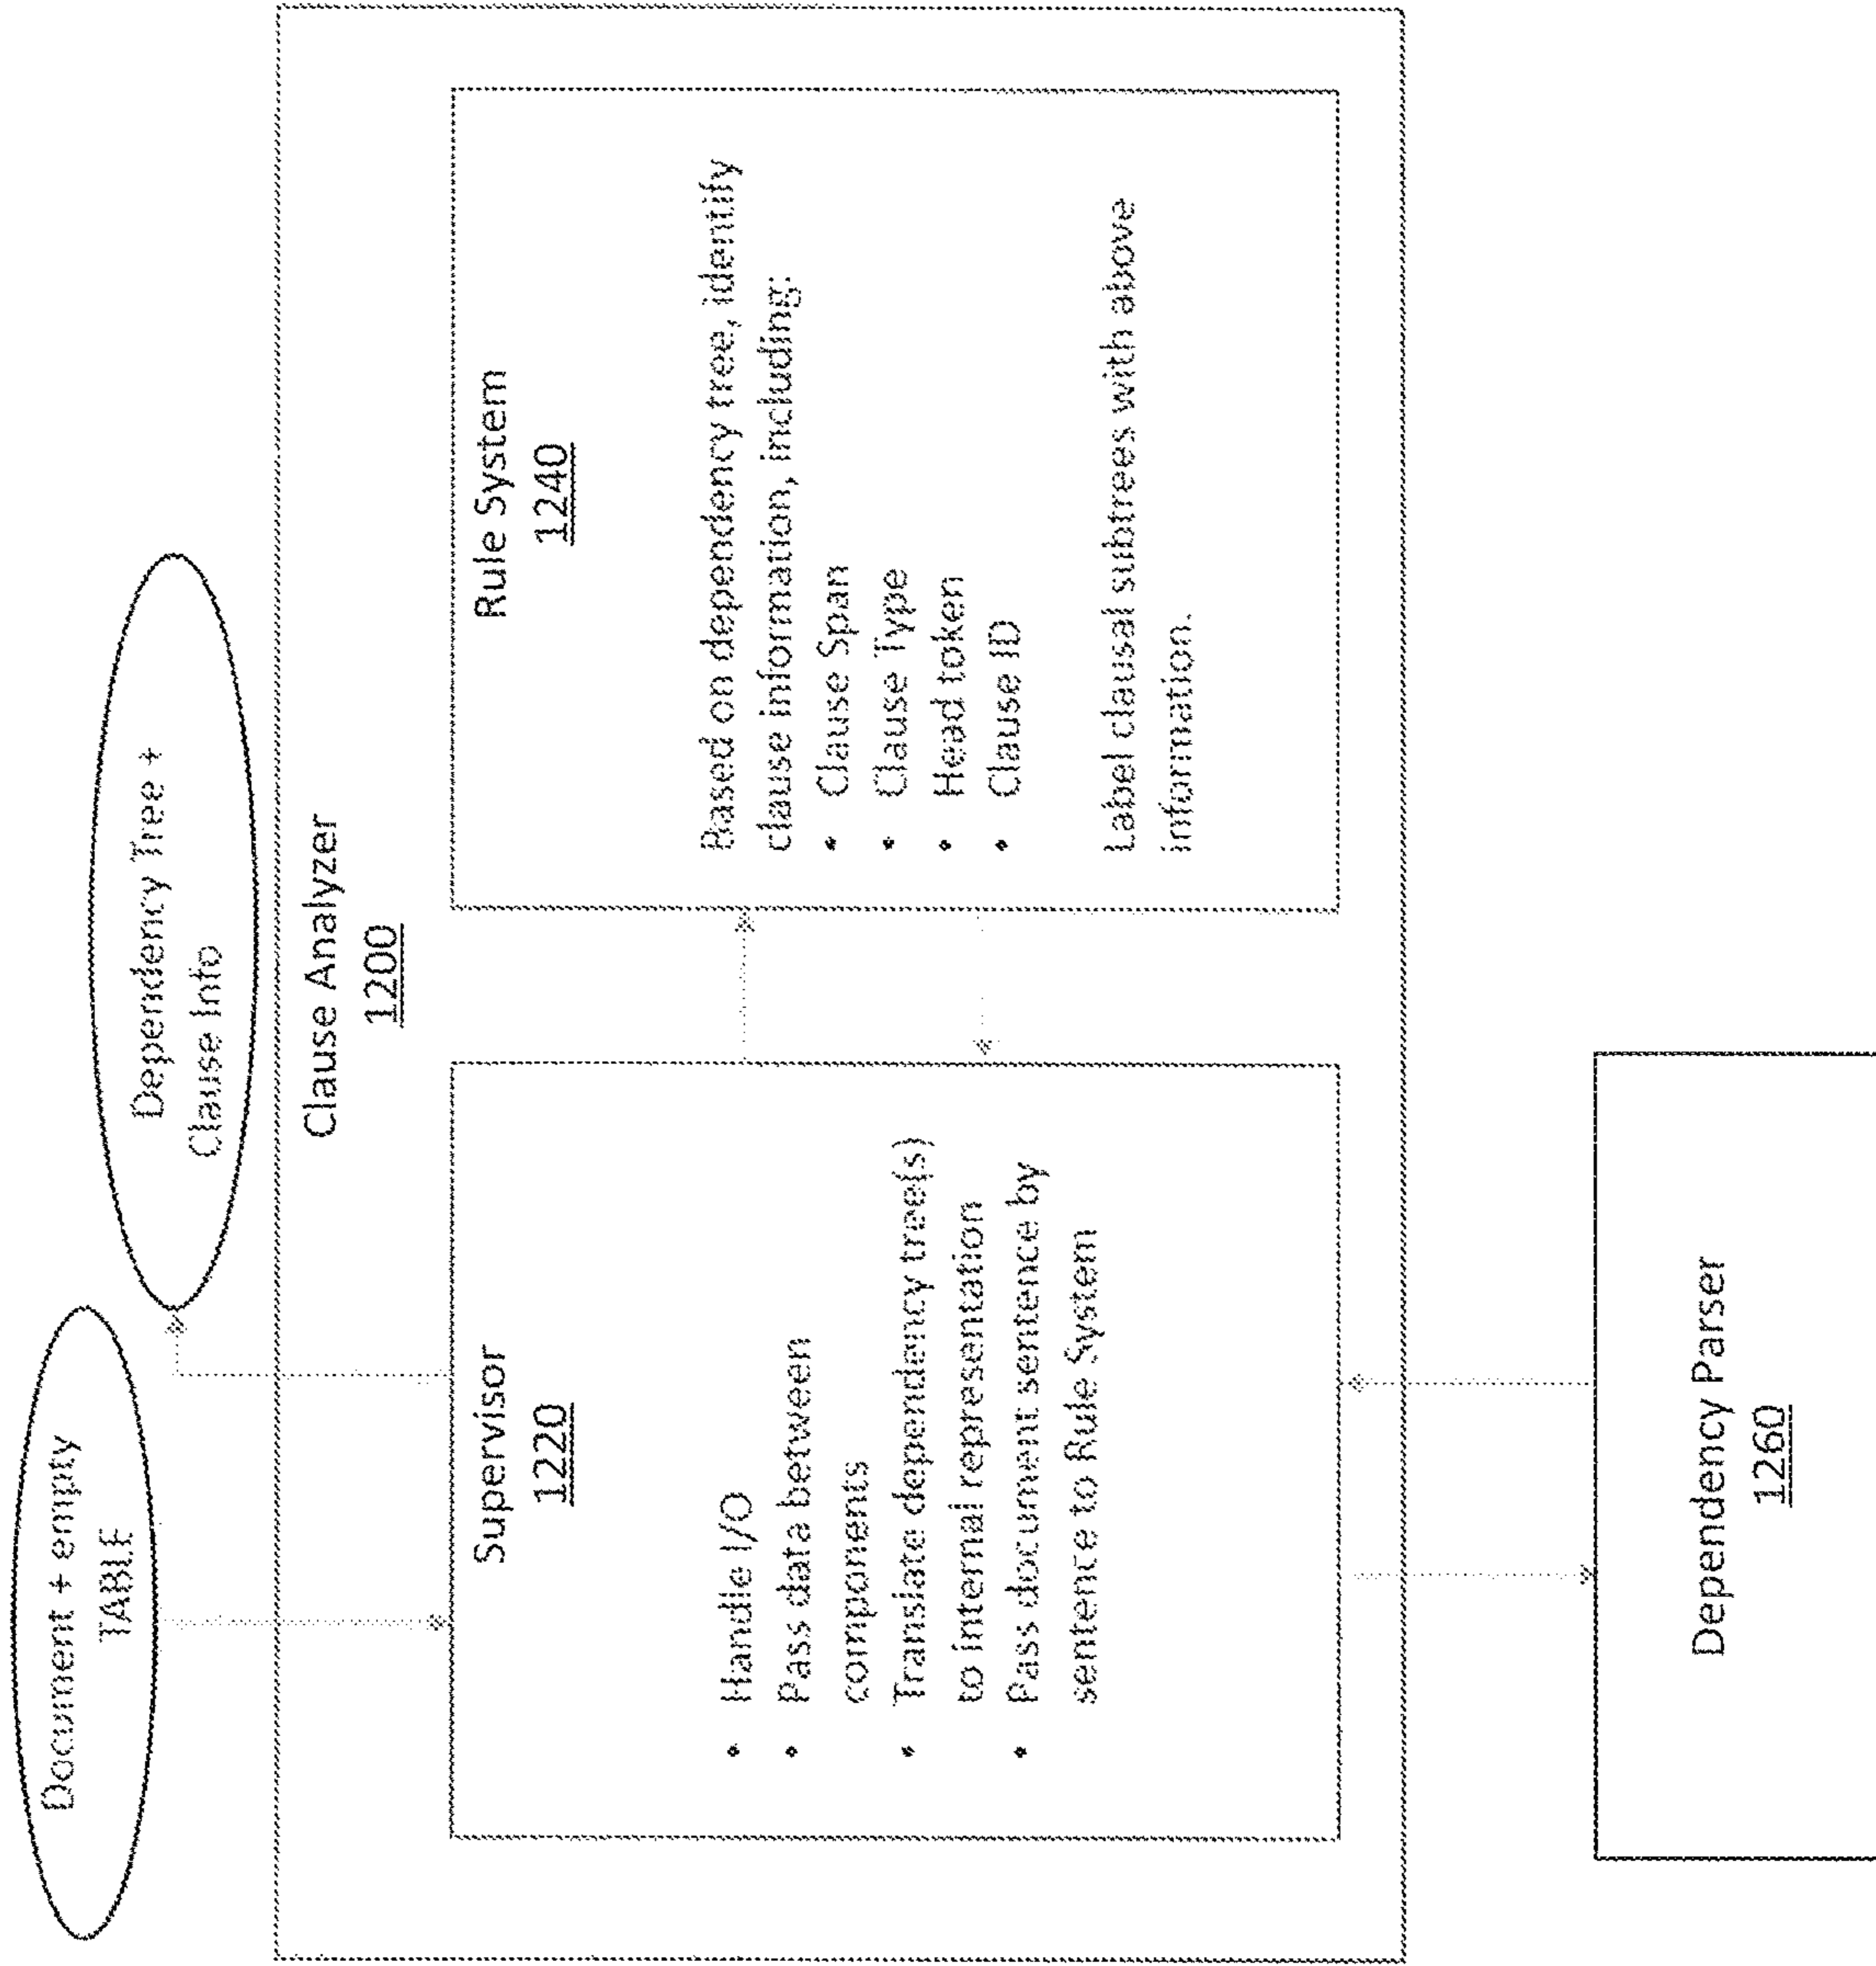 Document + empty
TABLE
Dependency Tree +
Clause Info
Clause Analyzer
1200
Supervisor
1220
• Handle I/O
• Pass data between
components
• Translate dependency tree(s)
to internal representation
• Pass document sentence by
sentence to Rule System
Rule System
1240
Based on dependency tree, identify
clause information, including:
• Clause Span
• Clause Type
• Head token
• Clause ID
Label clausal subtrees with above
information.
Dependency Parser
1260